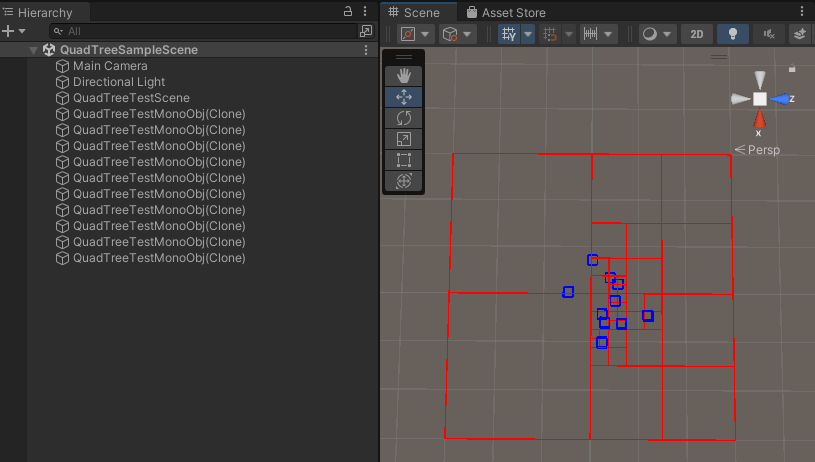 Hierarchy
Scene
Asset Store
All
2D
QuadTreeSampleScene
Main Camera
Directional Light
QuadTreeTestScene
QuadTreeTestMonoObj(Clone)
QuadTreeTestMonoObj(Clone)
QuadTreeTestMonoObj(Clone)
QuadTreeTestMonoObj(Clone)
QuadTreeTestMonoObj(Clone)
QuadTreeTestMonoObj(Clone)
QuadTreeTestMonoObj(Clone)
QuadTreeTestMonoObj(Clone)
QuadTreeTestMonoObj(Clone)
QuadTreeTestMonoObj(Clone)
z
x
Persp